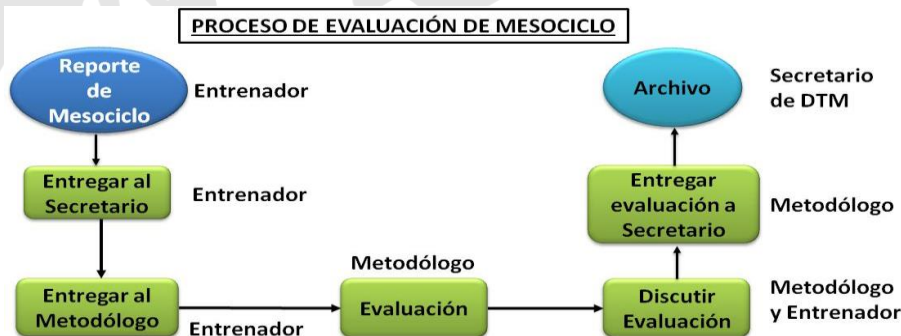 PROCESO DE EVALUACIÓN DE MESOCICLO
Reporte
de
Mesociclo
Entrenador
Entregar al
Secretario
Entrenador
Entregar al
Metodólogo
Entrenador
Metodólogo
Evaluación
Discutir
Evaluación
Metodólogo
y Entrenador
Entregar
evaluación a
Secretario
Metodólogo
Archivo
Secretario
de DTM